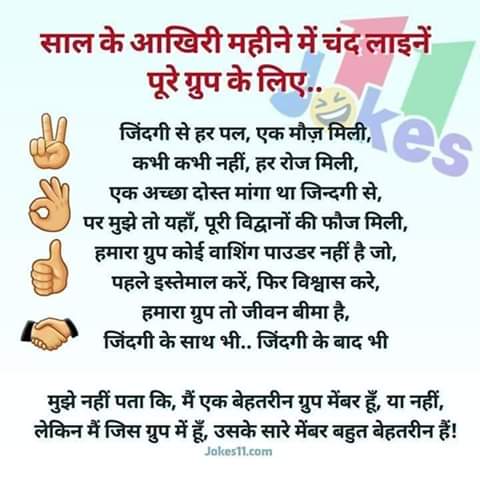 साल के आखिरी महीने में चंद लाइनें
पूरे ग्रुप के लिए..
जिंदगी से हर पल, एक मौज़ मिली,
कभी कभी नहीं, हर रोज मिली,
एक अच्छा दोस्त मांगा था जिन्दगी से,
पर मुझे तो यहाँ, पूरी विद्वानों की फौज मिली,
हमारा ग्रुप कोई वाशिंग पाउडर नहीं है जो,
पहले इस्तेमाल करें, फिर विश्वास करे,
हमारा ग्रुप तो जीवन बीमा है,
जिंदगी के साथ भी.. जिंदगी के बाद भी
मुझे नहीं पता कि, मैं एक बेहतरीन ग्रुप मेंबर हूँ, या नहीं,
लेकिन मैं जिस ग्रुप में हूँ, उसके सारे मेंबर बहुत बेहतरीन हैं!
Jokes11.com
11
Jokes